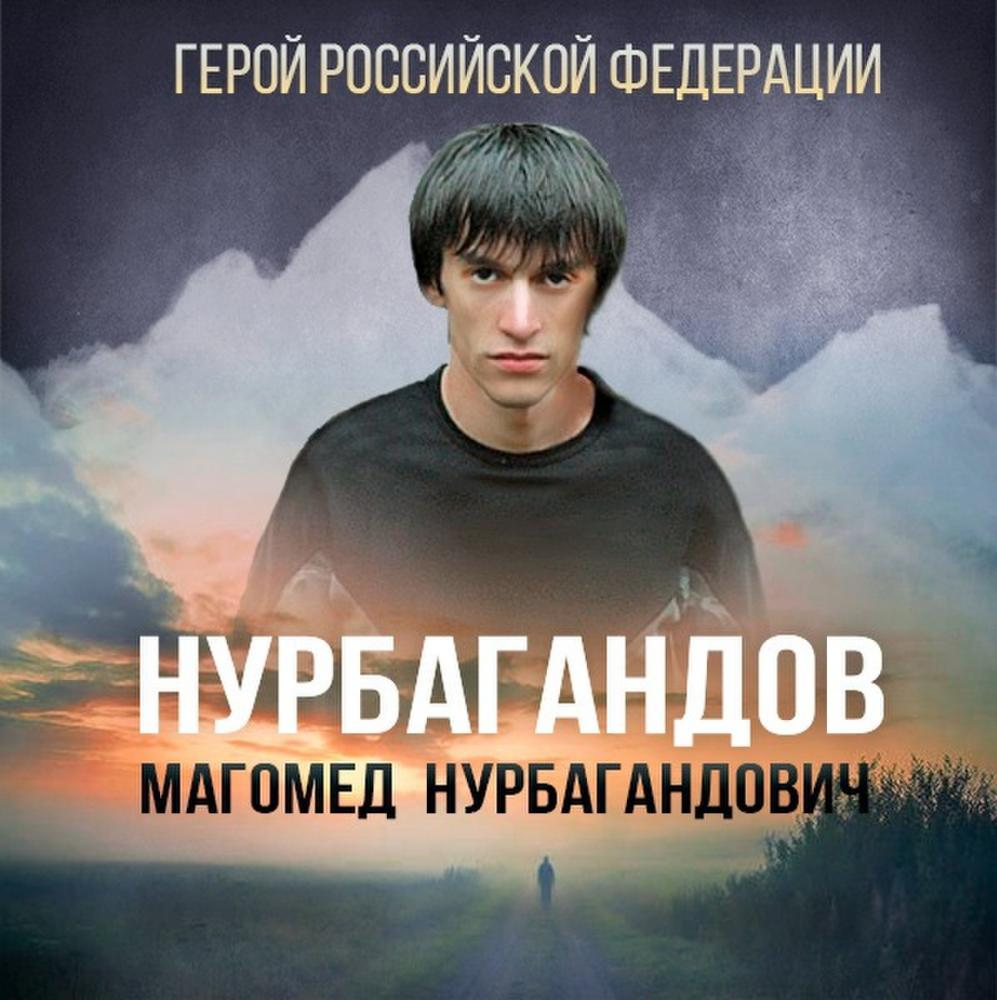 ГЕРОЙ РОССИЙСКОЙ ФЕДЕРАЦИИ
НУРБАГАНДОВ
МАГОМЕД НУРБАГАНДОВИЧ